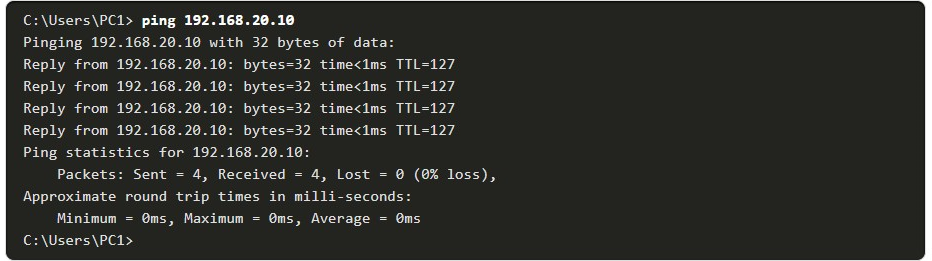 C:\Users\PC1> ping 192.168.20.10
Pinging 192.168.20.10 with 32 bytes of data:
Reply from 192.168.20.10: bytes=32 time<1ms TTL=127
Reply from 192.168.20.10: bytes=32 time<1ms TTL=127
Reply from 192.168.20.10: bytes=32 time<1ms TTL=127
Reply from 192.168.20.10: bytes=32 time<1ms TTL=127
Ping statistics for 192.168.20.10:
    Packets: Sent = 4, Received = 4, Lost = 0 (0% loss),
Approximate round trip times in milli-seconds:
    Minimum = 0ms, Maximum = 0ms, Average = 0ms
C:\Users\PC1>